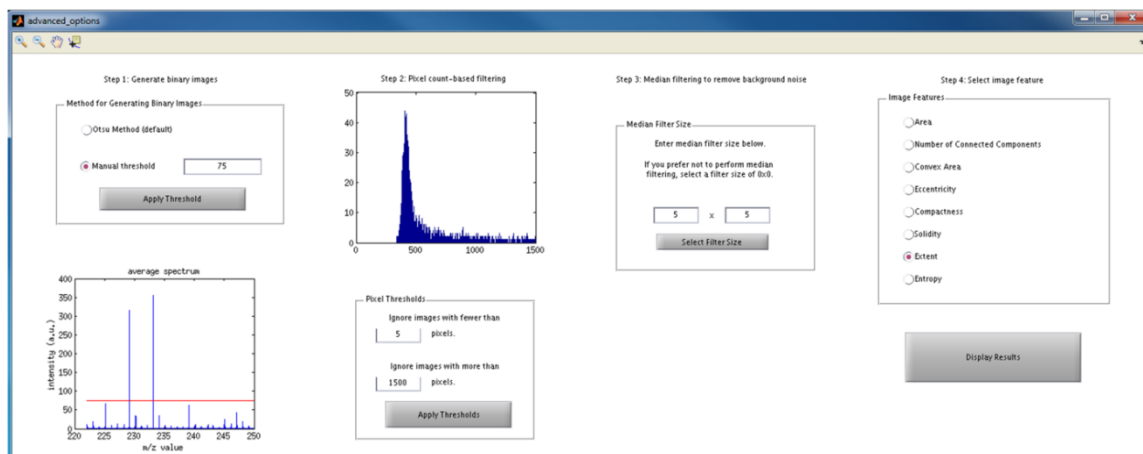 advanced_options
Step 1: Generate binary images
Method for Generating Binary Images
Otsu Method (default)
Manual threshold 75
Apply Threshold
average spectrum
400
350
300
250
200
150
100
50
0
intensity (a.u.)
220 225 230 235 240 245 250
m/z value
Step 2: Pixel count-based filtering
50
40
30
20
10
0
0 500 1000 1500
Pixel Thresholds
Ignore images with fewer than
5 pixels.
Ignore images with more than
1500 pixels.
Apply Thresholds
Step 3: Median filtering to remove background noise
Median Filter Size
Enter median filter size below.
If you prefer not to perform median
filtering, select a filter size of 0x0.
5 x 5
Select Filter Size
Step 4: Select image feature
Image Features
Area
Number of Connected Components
Convex Area
Eccentricity
Compactness
Solidity
Extent
Entropy
Display Results